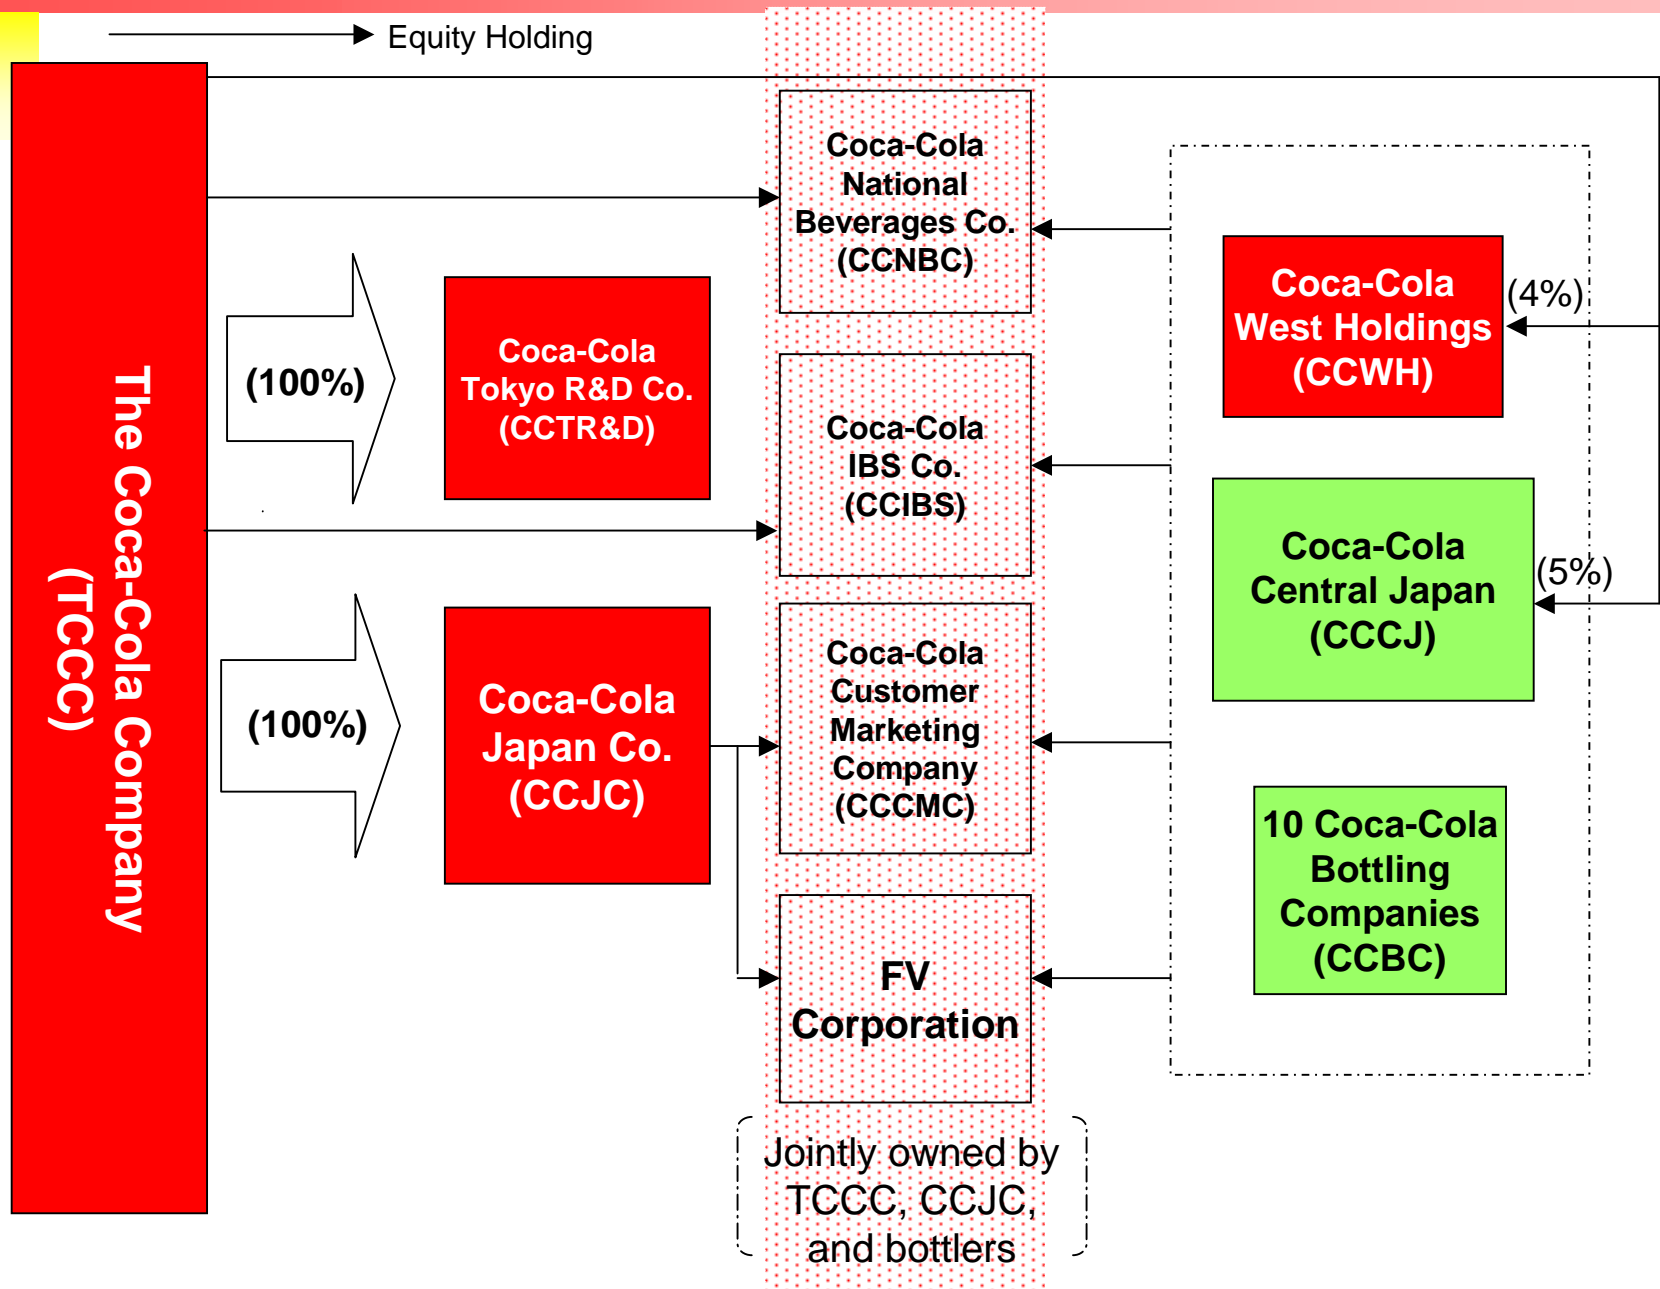 Equity Holding
The Coca-Cola Company
(TCCC)
(100%)
Coca-Cola
Tokyo R&D Co.
(CCTR&D)
(100%)
Coca-Cola
Japan Co.
(CCJC)
Coca-Cola
National
Beverages Co.
(CCNBC)
Coca-Cola
IBS Co.
(CCIBS)
Coca-Cola
Customer
Marketing
Company
(CCCMC)
FV
Corporation
Jointly owned by
TCCC, CCJC,
and bottlers
Coca-Cola
West Holdings
(CCWH)
(4%)
Coca-Cola
Central Japan
(CCCJ)
(5%)
10 Coca-Cola
Bottling
Companies
(CCBC)